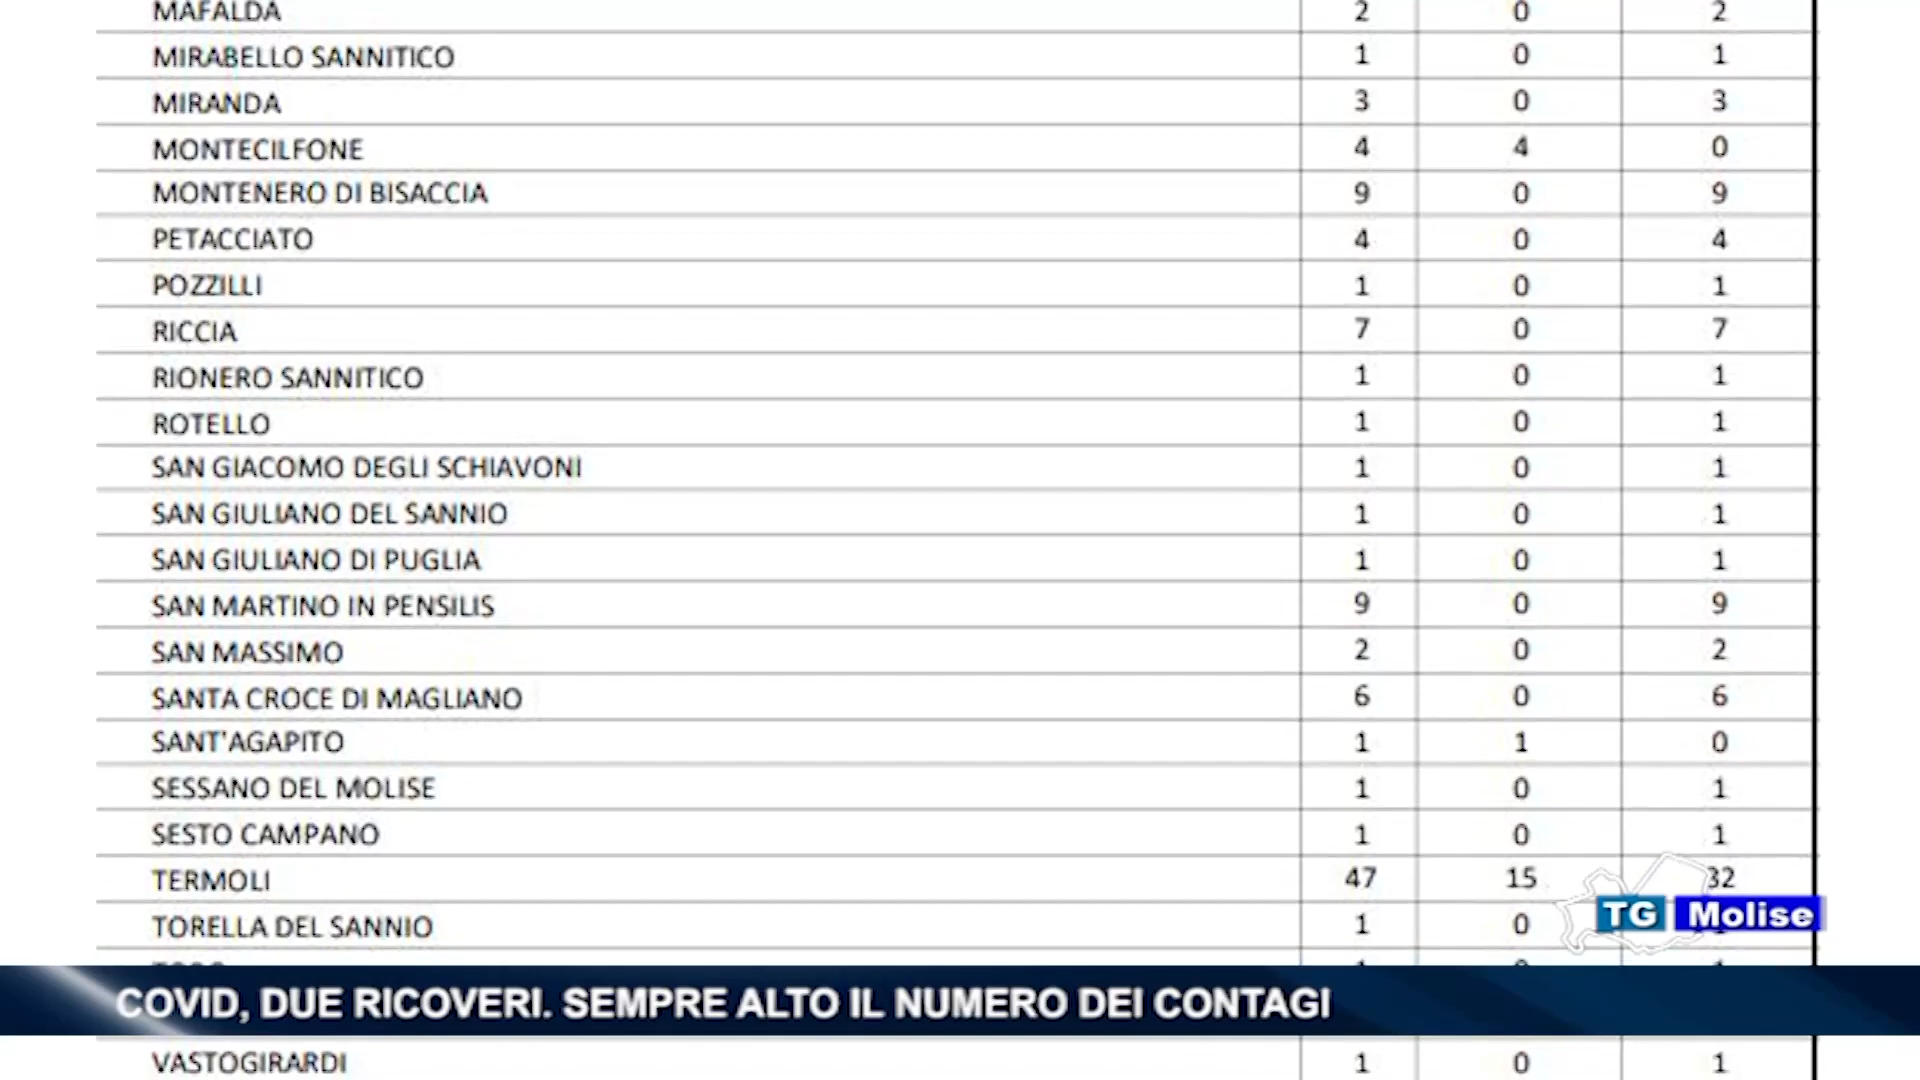 MAFALDA 2 0 2
MIRABELLO SANNITICO 1 0 1
MIRANDA 3 0 3
MONTECILFONE 4 4 0
MONTENERO DI BISACCIA 9 0 9
PETACCIATO 4 0 4
POZZILLI 1 0 1
RICCIA 7 0 7
RIONERO SANNITICO 1 0 1
ROTELLO 1 0 1
SAN GIACOMO DEGLI SCHIAVONI 1 0 1
SAN GIULIANO DEL SANNIO 1 0 1
SAN GIULIANO DI PUGLIA 1 0 1
SAN MARTINO IN PENSILIS 9 0 9
SAN MASSIMO 2 0 2
SANTA CROCE DI MAGLIANO 6 0 6
SANT'AGAPITO 1 1 0
SESSANO DEL MOLISE 1 0 1
SESTO CAMPANO 1 0 1
TERMOLI 47 15 32
TG Molise
TORELLA DEL SANNIO 1 0
COVID, DUE RICOVERI. SEMPRE ALTO IL NUMERO DEI CONTAGI
VASTOGIRARDI 1 0 1